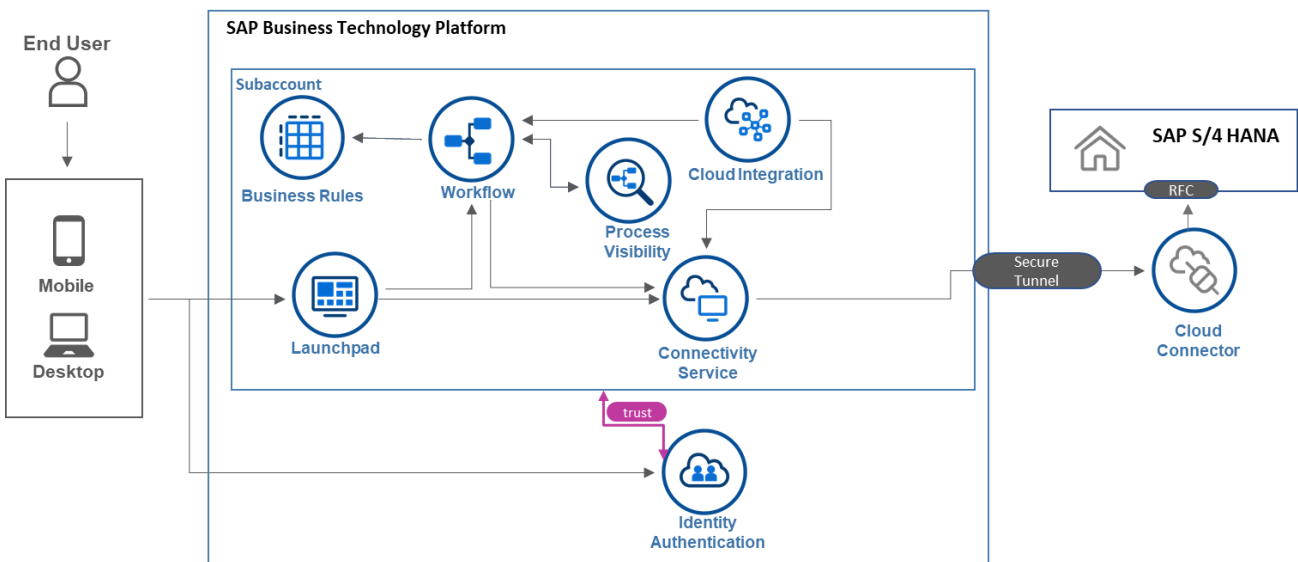 SAP Business Technology Platform
End User
Mobile
Desktop
Subaccount
Business Rules
Workflow
Process
Visibility
Cloud Integration
Launchpad
Connectivity
Service
trust
Identity
Authentication
Secure
Tunnel
SAP S/4 HANA
RFC
Cloud
Connector